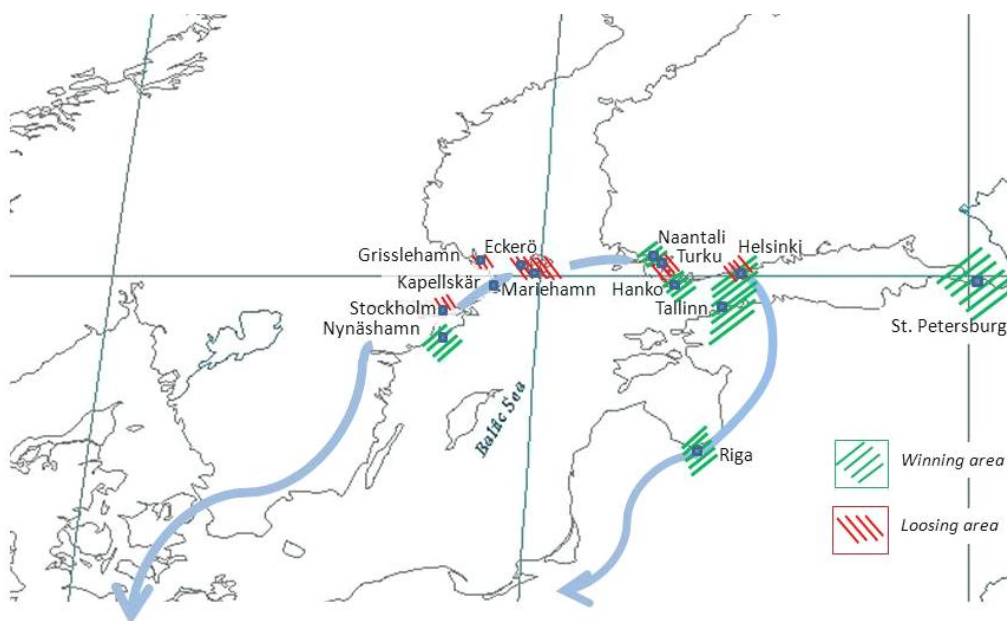 Naantali
Grisslehamn
Eckerö
Turku
Helsinki
Kapellskär
Mariehamn
Hanko
Stockholm
Tallinn
Nynäshamn
St. Petersburg
Baltic Sea
Riga
Winning area
Loosing area